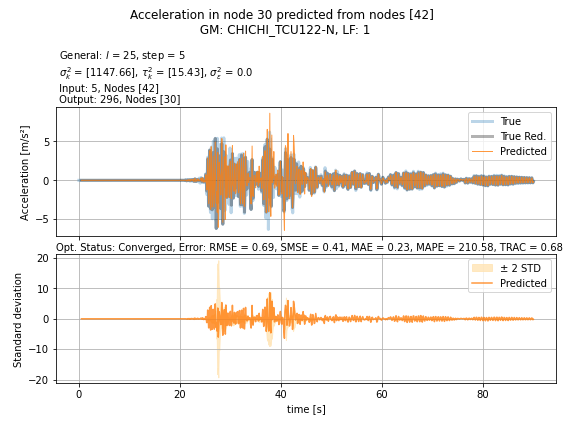 Acceleration in node 30 predicted from nodes [42]
GM: CHICHI_TCU122-N, LF: 1
General: l = 25, step = 5
σ²ₖ = [1147.66], τ²ₖ = [15.43], σ²ε = 0.0
Input: 5, Nodes [42]
Output: 296, Nodes [30]
Acceleration [m/s²]
5
0
−5
True
True Red.
Predicted
Opt. Status: Converged, Error: RMSE = 0.69, SMSE = 0.41, MAE = 0.23, MAPE = 210.58, TRAC = 0.68
Standard deviation
20
10
0
−10
−20
± 2 STD
Predicted
0 20 40 60 80
time [s]